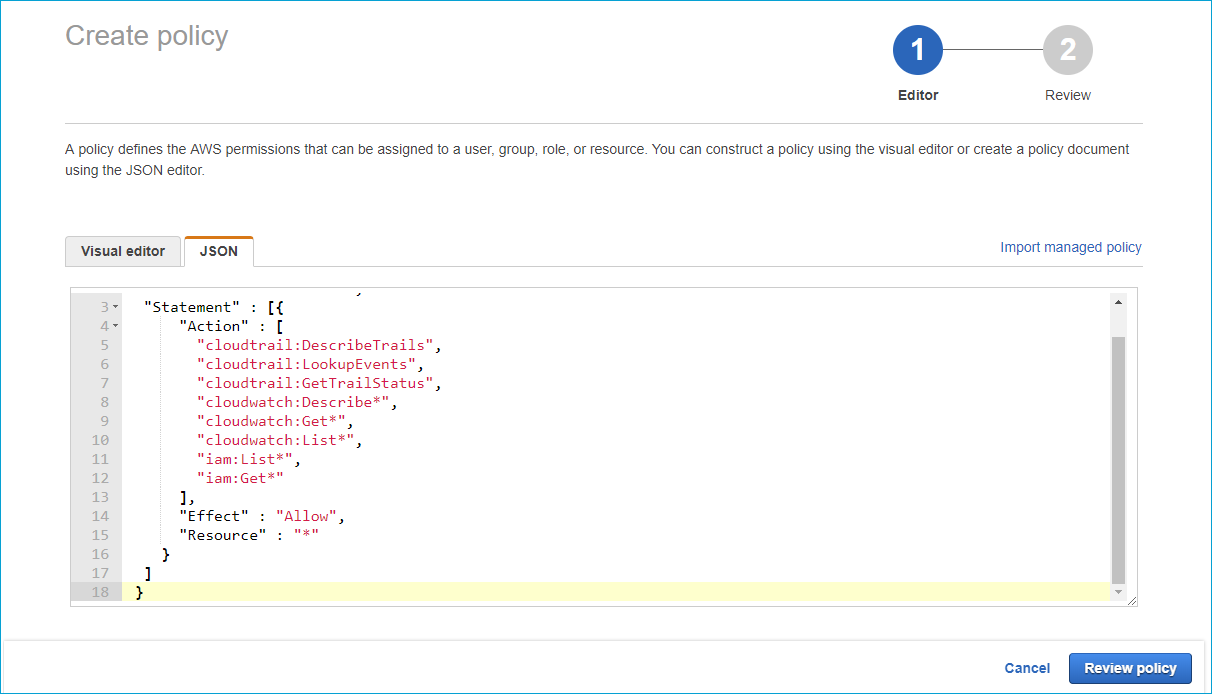 Create policy
1
2
Editor
Review
A policy defines the AWS permissions that can be assigned to a user, group, role, or resource. You can construct a policy using the visual editor or create a policy document
using the JSON editor.
Visual editor
JSON
Import managed policy
3 "Statement" : [{
4 "Action" : [
5 "cloudtrail:DescribeTrails",
6 "cloudtrail:LookupEvents",
7 "cloudtrail:GetTrailStatus",
8 "cloudwatch:Describe*",
9 "cloudwatch:Get*",
10 "cloudwatch:List*",
11 "iam:List*",
12 "iam:Get*"
13 ],
14 "Effect" : "Allow",
15 "Resource" : "*"
16 }
17 ]
18 }
Cancel
Review policy